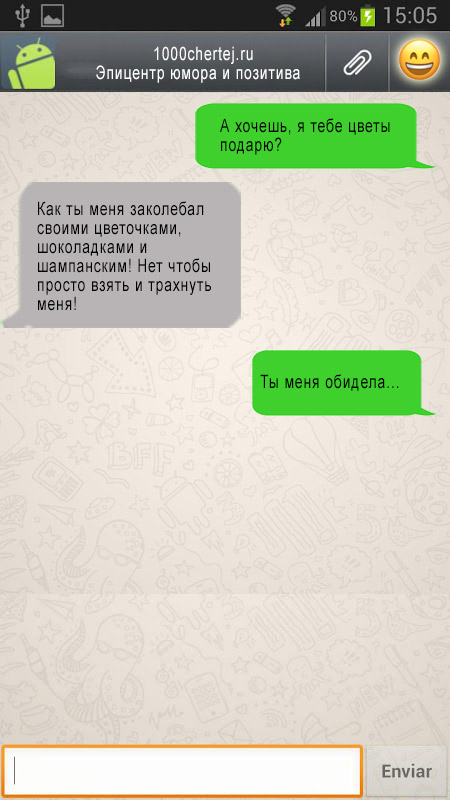 80% 15:05
1000chertej.ru
Эпицентр юмора и позитива
А хочешь, я тебе цветы
подарю?
Как ты меня заколебал
своими цветочками,
шоколадками и
шампанским! Нет чтобы
просто взять и трахнуть
меня!
Ты меня обидела...
BFF
Enviar